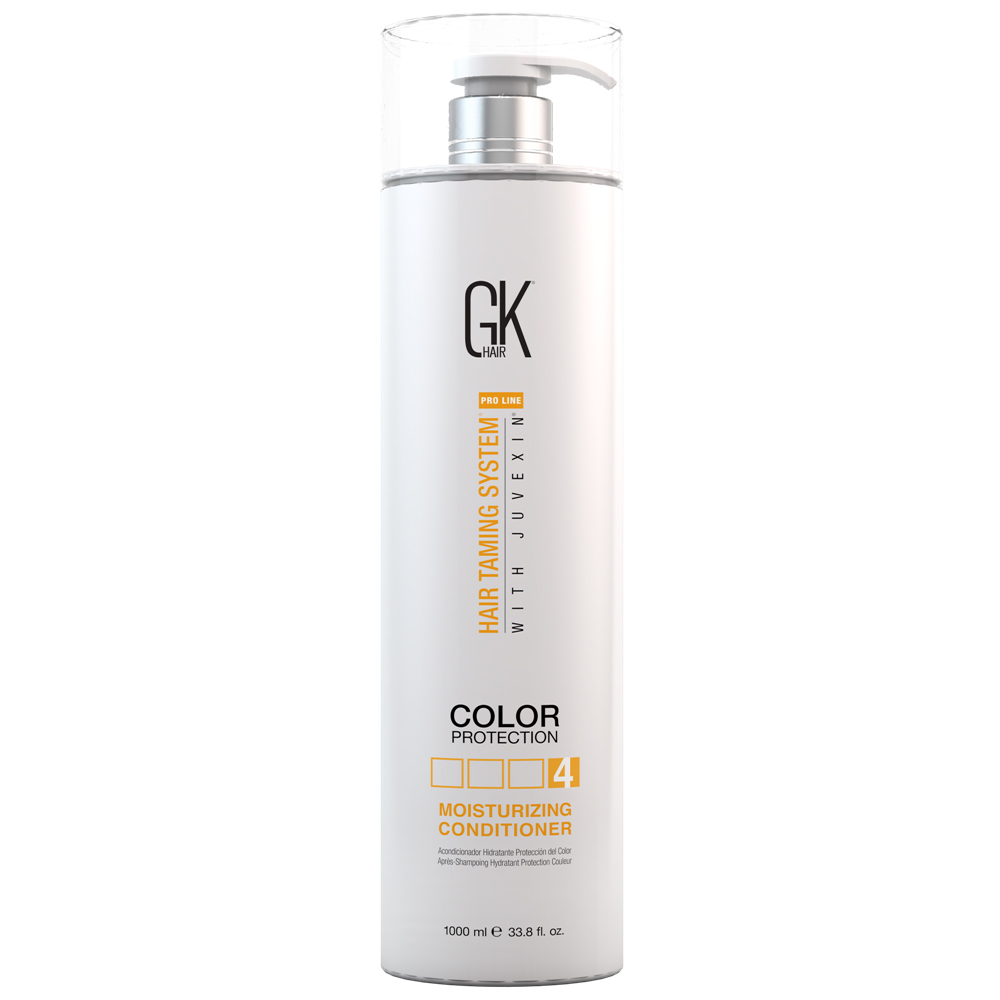 GK®
HAIR
PRO LINE
HAIR TAMING SYSTEM®
WITH JUVEXIN®
COLOR
PROTECTION
4
MOISTURIZING
CONDITIONER
Acondicionador Hidratante Protección del Color
Après-Shampoing Hydratant Protection Couleur
1000 ml ℮ 33.8 fl. oz.